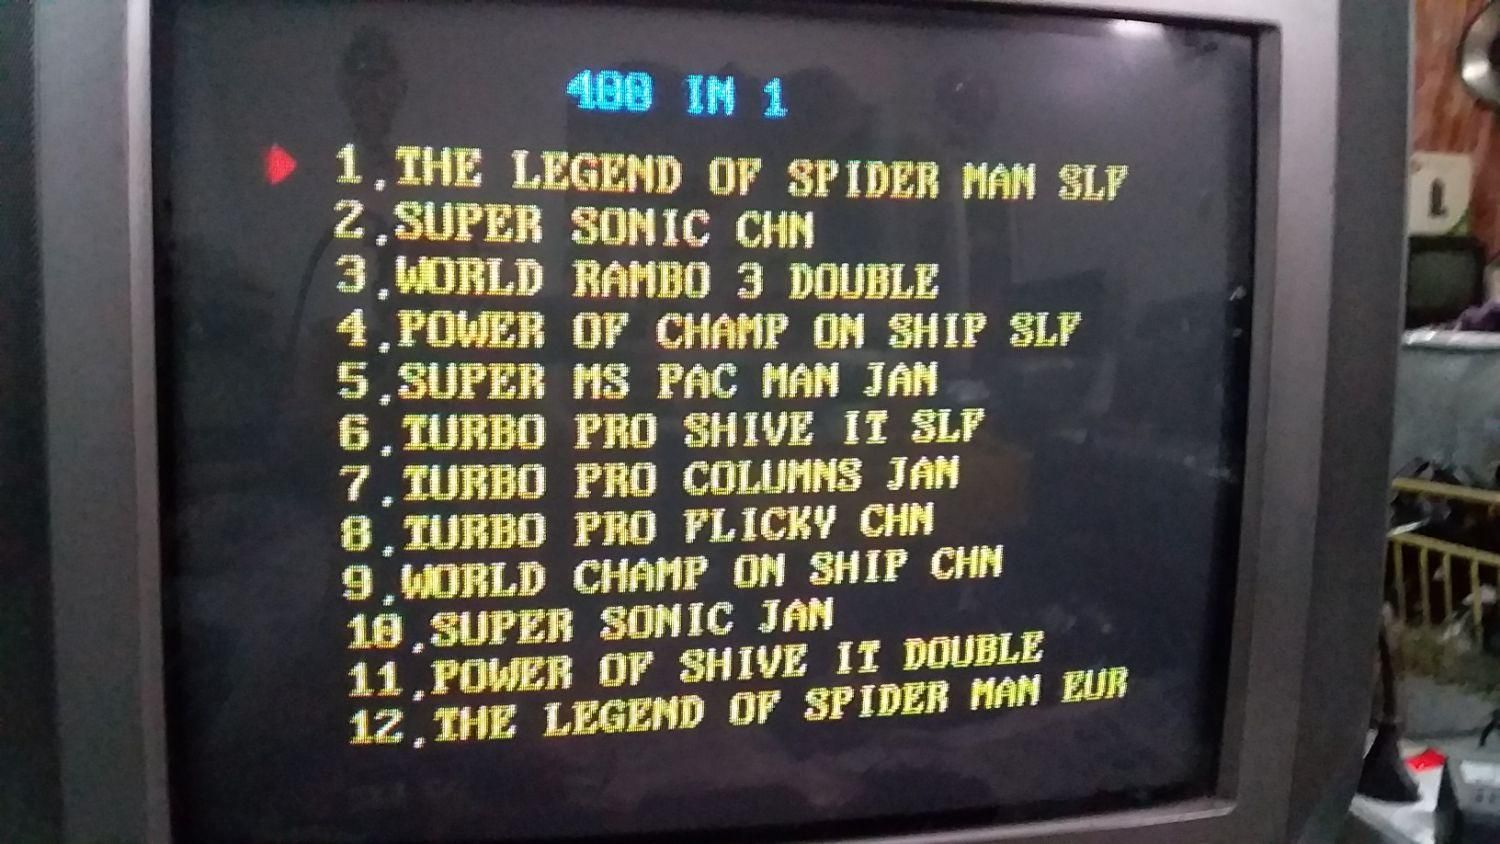 400 IN 1
1.THE LEGEND OF SPIDER MAN SLF
2.SUPER SONIC CHN
3.WORLD RAMBO 3 DOUBLE
4.POWER OF CHAMP ON SHIP SLF
5.SUPER MS PAC MAN JAN
6.TURBO PRO SHIVE IT SLF
7.TURBO PRO COLUMNS JAN
8.TURBO PRO FLICKY CHN
9.WORLD CHAMP ON SHIP CHN
10.SUPER SONIC JAN
11.POWER OF SHIVE IT DOUBLE
12.THE LEGEND OF SPIDER MAN EUR